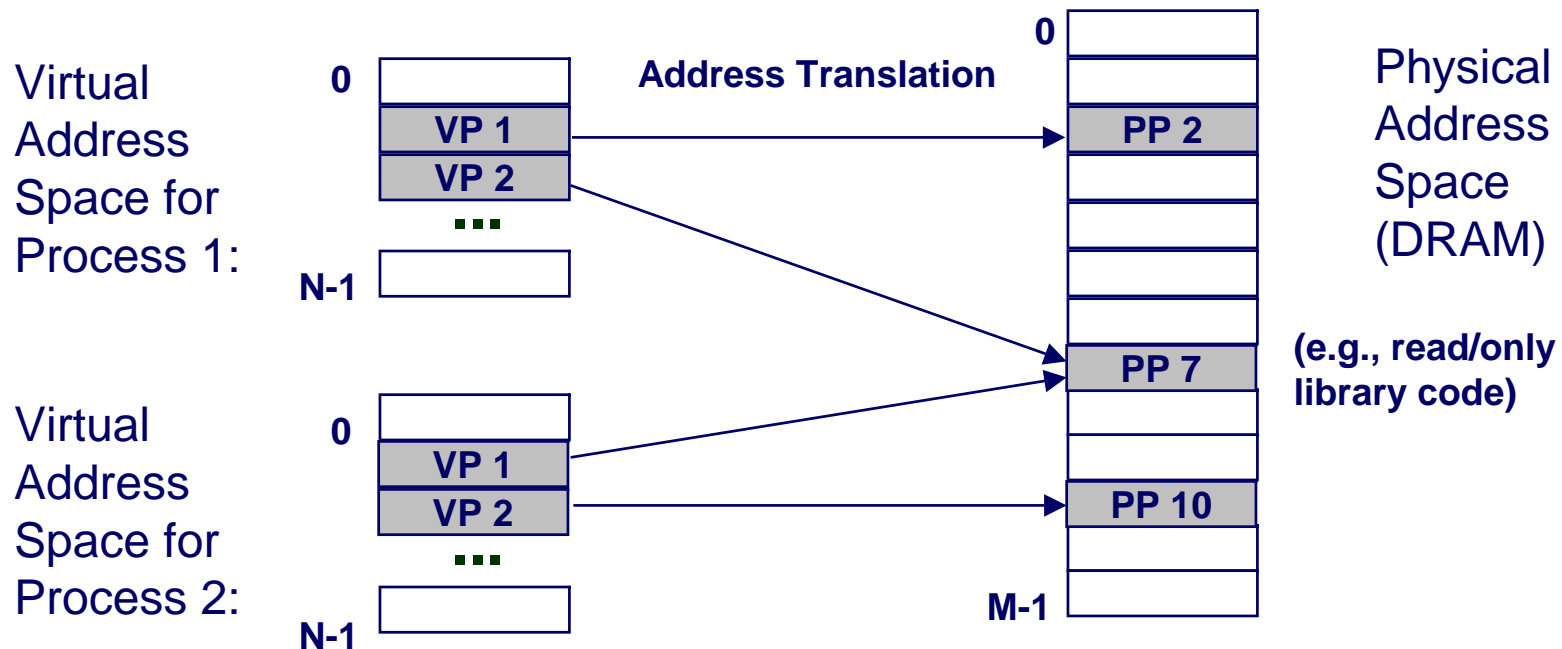 Virtual
Address
Space for
Process 1:
0
VP 1
VP 2
...
N-1
Address Translation
Virtual
Address
Space for
Process 2:
0
VP 1
VP 2
...
N-1
0
PP 2
PP 7
PP 10
M-1
Physical
Address
Space
(DRAM)
(e.g., read/only
library code)